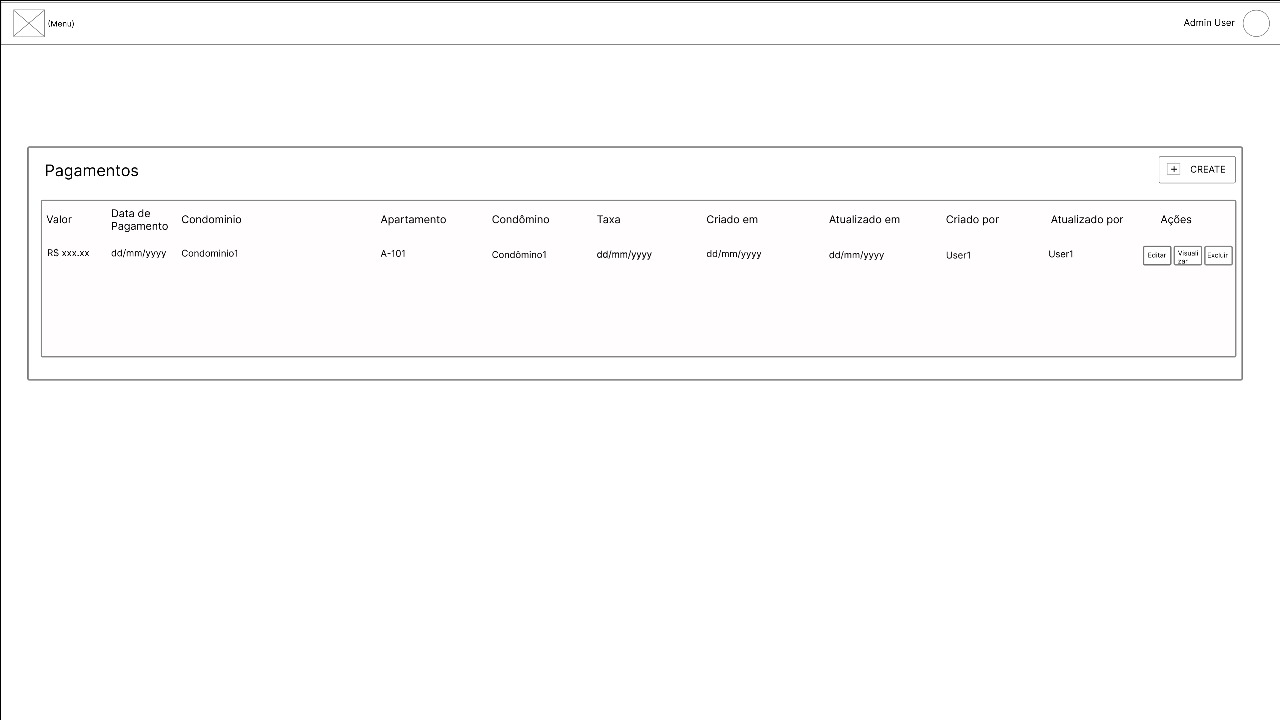 (Menu)
Admin User
Pagamentos
CREATE
Valor
Data de
Pagamento
Condominio
Apartamento
Condômino
Taxa
Criado em
Atualizado em
Criado por
Atualizado por
Ações
R$ xxx.xx
dd/mm/yyyy
Condominio1
A-101
Condômino1
dd/mm/yyyy
dd/mm/yyyy
dd/mm/yyyy
User1
User1
Editar
Visuali
zar
Excluir